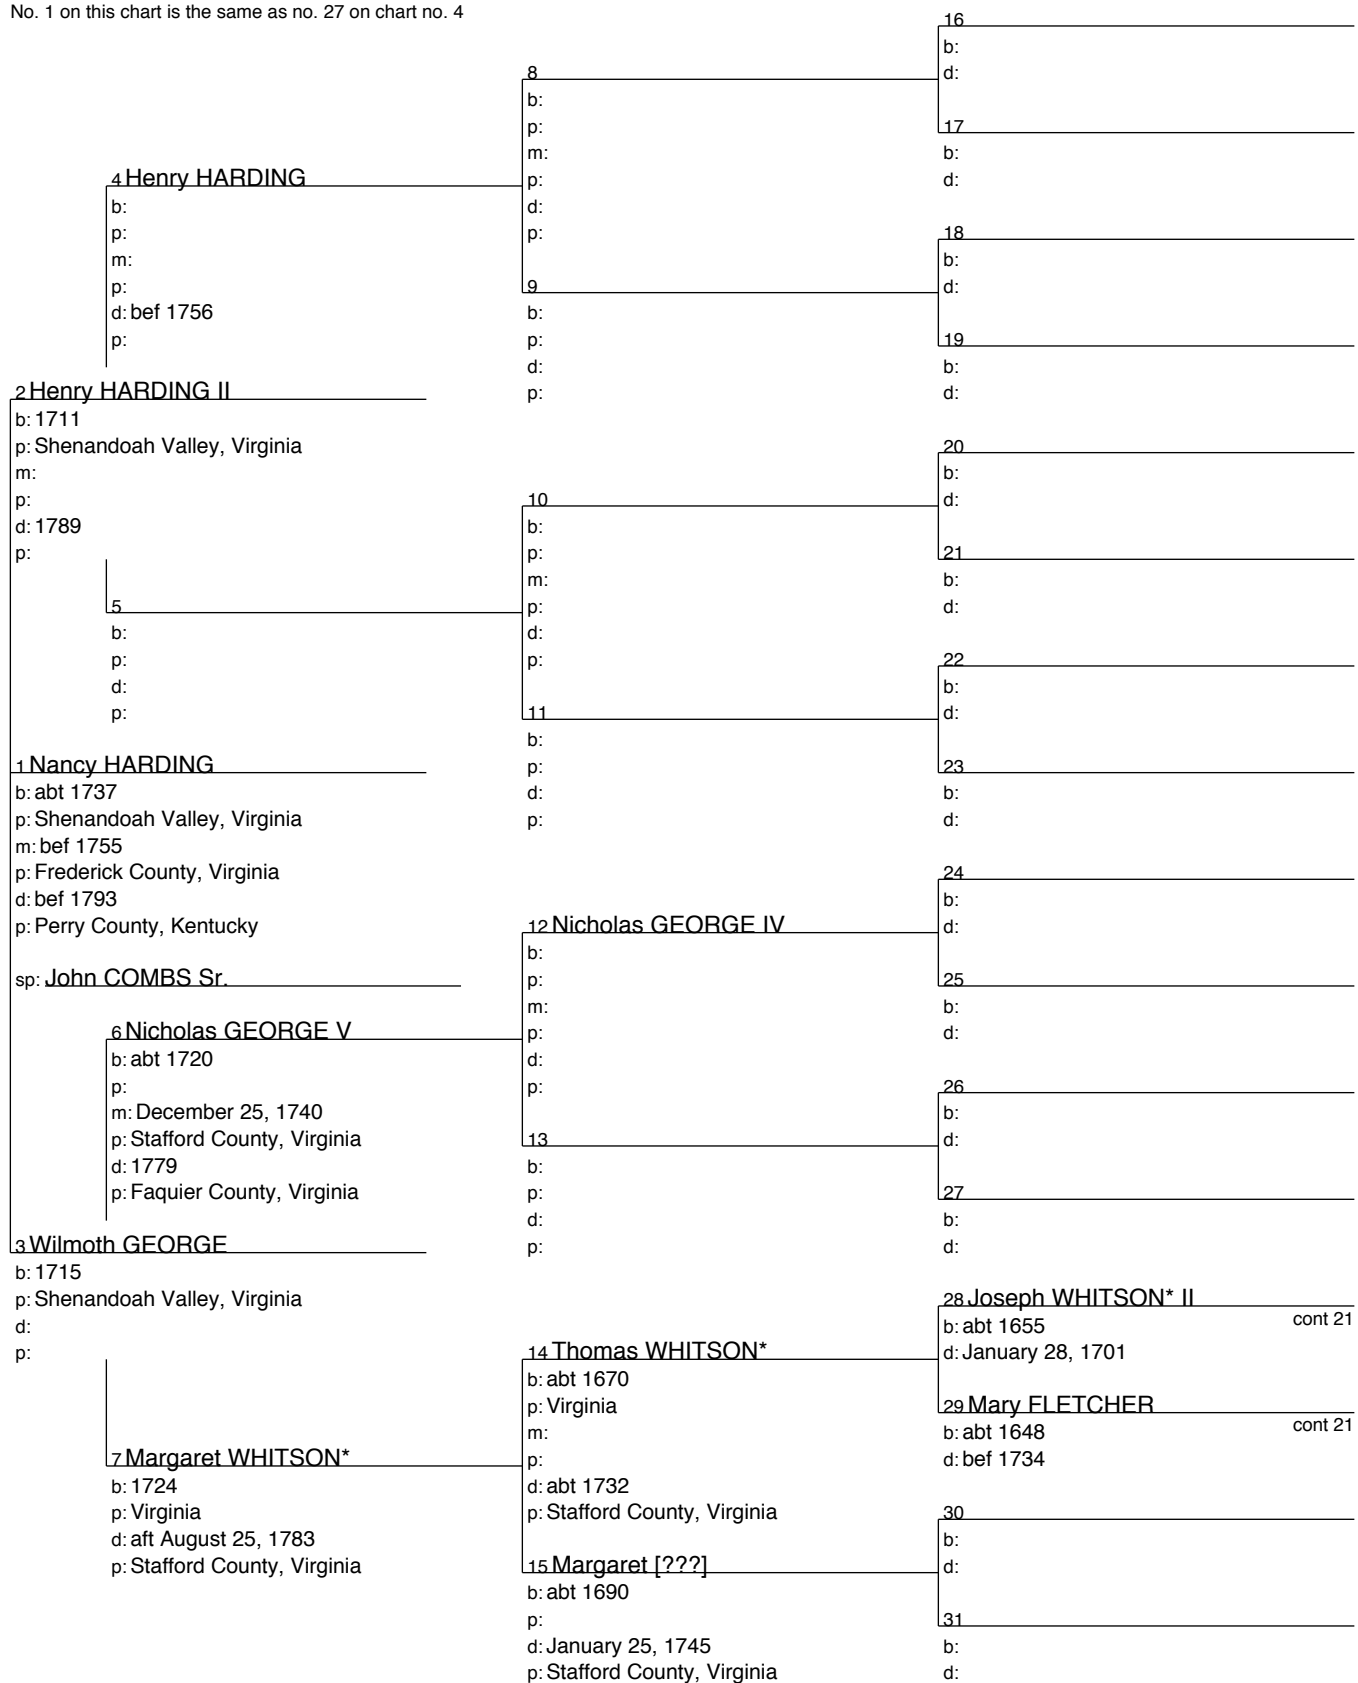 No. 1 on this chart is the same as no. 27 on chart no. 4
4 Henry HARDING
b:
p:
m:
p:
d: bef 1756
p:
2 Henry HARDING II
b: 1711
p: Shenandoah Valley, Virginia
m:
p:
d: 1789
p:
5
b:
p:
d:
p:
1 Nancy HARDING
b: abt 1737
p: Shenandoah Valley, Virginia
m: bef 1755
p: Frederick County, Virginia
d: bef 1793
p: Perry County, Kentucky
sp: John COMBS Sr.
6 Nicholas GEORGE V
b: abt 1720
p:
m: December 25, 1740
p: Stafford County, Virginia
d: 1779
p: Faquier County, Virginia
3 Wilmoth GEORGE
b: 1715
p: Shenandoah Valley, Virginia
d:
p:
7 Margaret WHITSON*
b: 1724
p: Virginia
d: aft August 25, 1783
p: Stafford County, Virginia
8
b:
p:
m:
p:
d:
p:
9
b:
p:
d:
p:
10
b:
p:
m:
p:
d:
p:
11
b:
p:
d:
p:
12 Nicholas GEORGE IV
b:
p:
m:
p:
d:
p:
13
b:
p:
d:
p:
14 Thomas WHITSON*
b: abt 1670
p: Virginia
m:
p:
d: abt 1732
p: Stafford County, Virginia
15 Margaret [???]
b: abt 1690
p:
d: January 25, 1745
p: Stafford County, Virginia
16
b:
d:
17
b:
d:
18
b:
d:
19
b:
d:
20
b:
d:
21
b:
d:
22
b:
d:
23
b:
d:
24
b:
d:
25
b:
d:
26
b:
d:
27
b:
d:
28 Joseph WHITSON* II
cont 21
b: abt 1655
d: January 28, 1701
29 Mary FLETCHER
cont 21
b: abt 1648
d: bef 1734
30
b:
d:
31
b:
d: